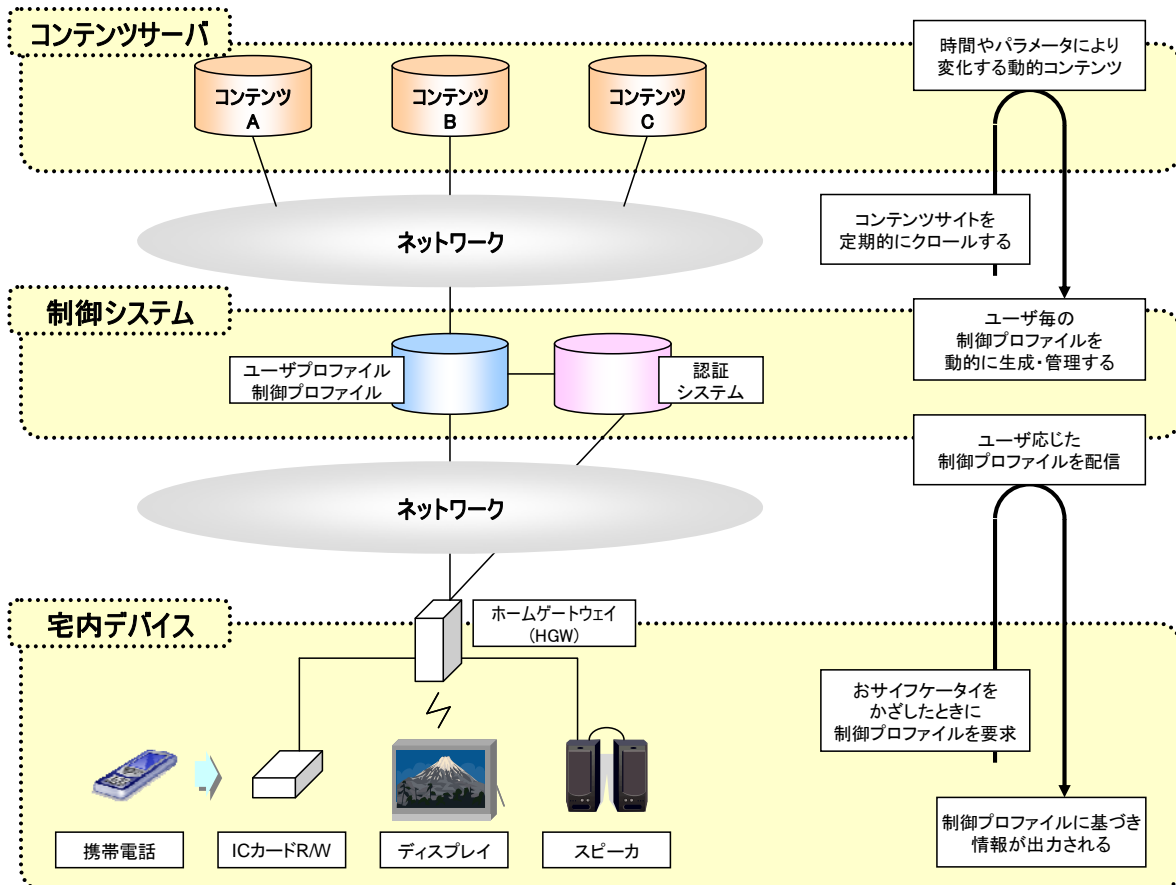 コンテンツサーバ
コンテンツ
A
コンテンツ
B
コンテンツ
C
時間やパラメータにより
変化する動的コンテンツ
コンテンツサイトを
定期的にクロールする
ネットワーク
制御システム
ユーザプロファイル
制御プロファイル
認証
システム
ユーザ毎の
制御プロファイルを
動的に生成・管理する
ユーザ応じた
制御プロファイルを配信
ネットワーク
宅内デバイス
ホームゲートウェイ
(HGW)
おサイフケータイを
かざしたときに
制御プロファイルを要求
携帯電話
ICカードR/W
ディスプレイ
スピーカ
制御プロファイルに基づき
情報が出力される